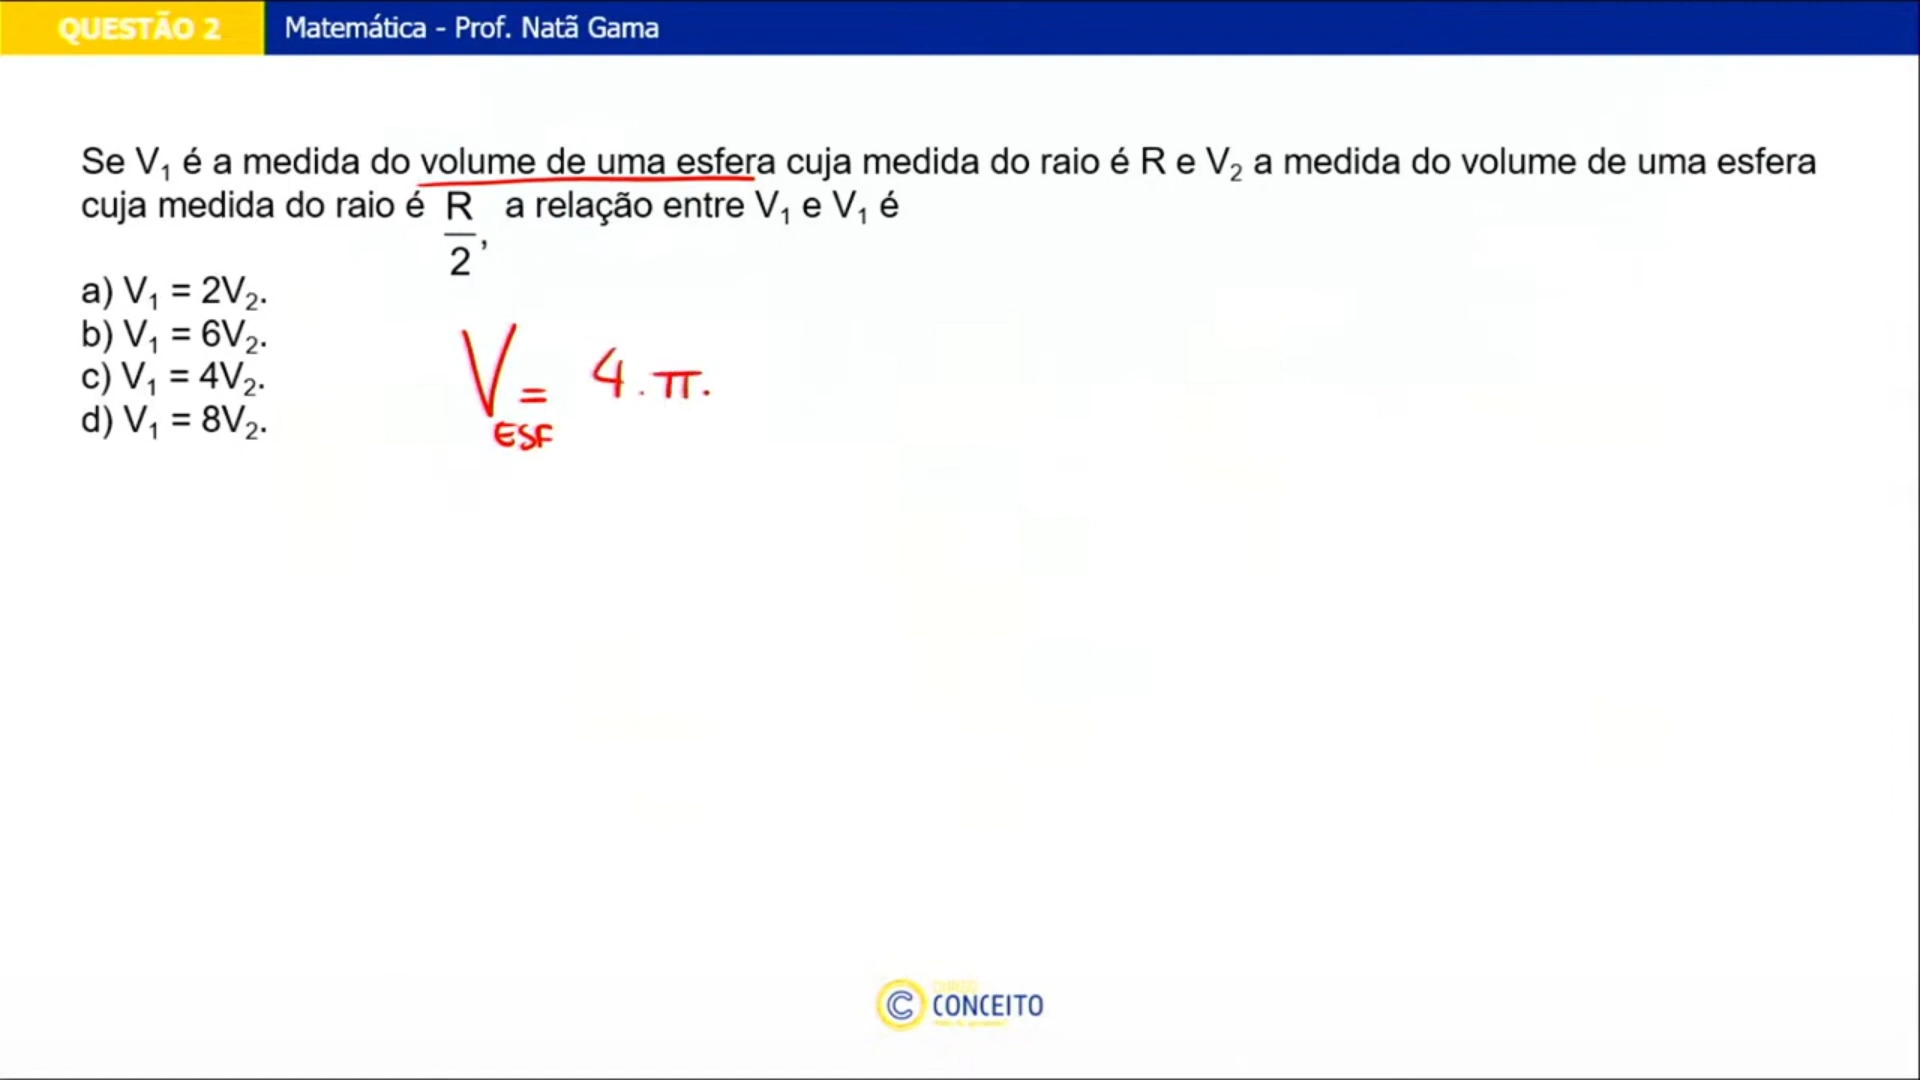 QUESTÃO 2
Matemática - Prof. Natã Gama
Se V₁ é a medida do volume de uma esfera cuja medida do raio é R e V₂ a medida do volume de uma esfera
cuja medida do raio é R/2, a relação entre V₁ e V₁ é
a) V₁ = 2V₂.
b) V₁ = 6V₂.
c) V₁ = 4V₂.
d) V₁ = 8V₂.
V ESF = 4.π.
CONCEITO